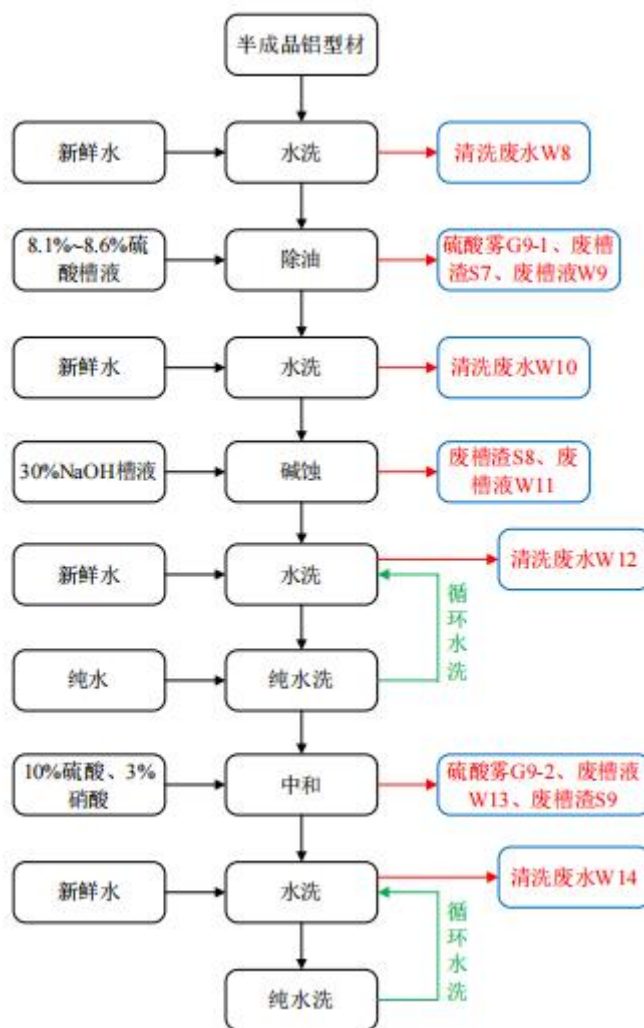 半成品铝型材
新鲜水
水洗
清洗废水W8
8.1%~8.6%硫
酸槽液
除油
硫酸雾G9-1、废槽
渣S7、废槽液W9
新鲜水
水洗
清洗废水W10
30%NaOH槽液
碱蚀
废槽渣S8、废
槽液W11
新鲜水
水洗
清洗废水W12
循环水洗
纯水
纯水洗
10%硫酸、3%
硝酸
中和
硫酸雾G9-2、废槽液
W13、废槽渣S9
新鲜水
水洗
清洗废水W14
循环水洗
纯水洗